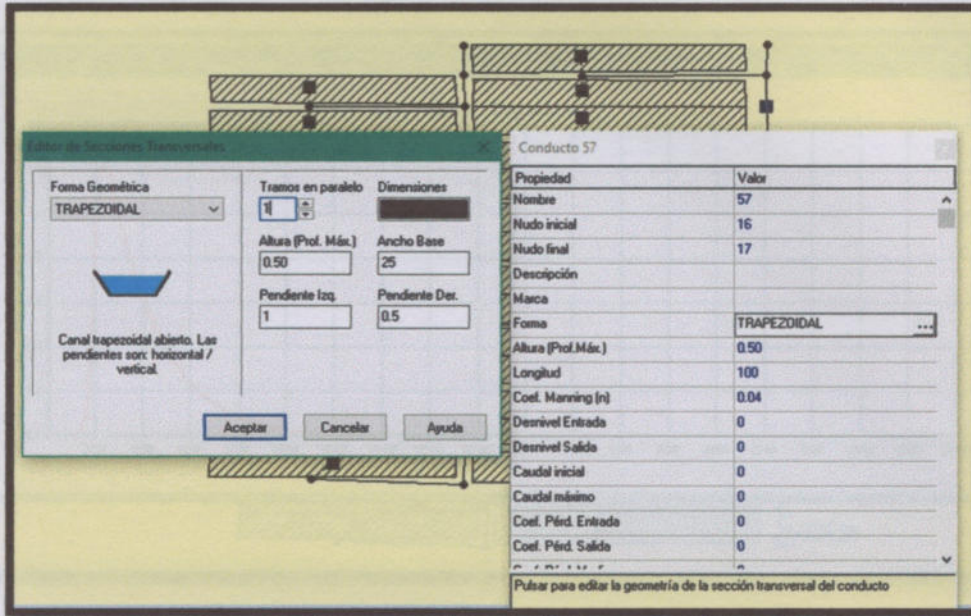 Editor de Secciones Transversales
Forma Geométrica
TRAPEZOIDAL
Canal trapezoidal abierto. Las
pendientes son: horizontal /
vertical.
Tramos en paralelo
1
Dimensiones
Altura (Prof. Máx.)
0.50
Ancho Base
25
Pendiente Izq.
1
Pendiente Der.
0.5
Aceptar
Cancelar
Ayuda
Conducto 57
Propiedad Valor
Nombre 57
Nudo inicial 16
Nudo final 17
Descripción
Marca
Forma TRAPEZOIDAL ...
Altura (Prof.Máx.) 0.50
Longitud 100
Coef. Manning (n) 0.04
Desnivel Entrada 0
Desnivel Salida 0
Caudal inicial 0
Caudal máximo 0
Coef. Pérd. Entrada 0
Coef. Pérd. Salida 0
Pulsar para editar la geometría de la sección transversal del conducto